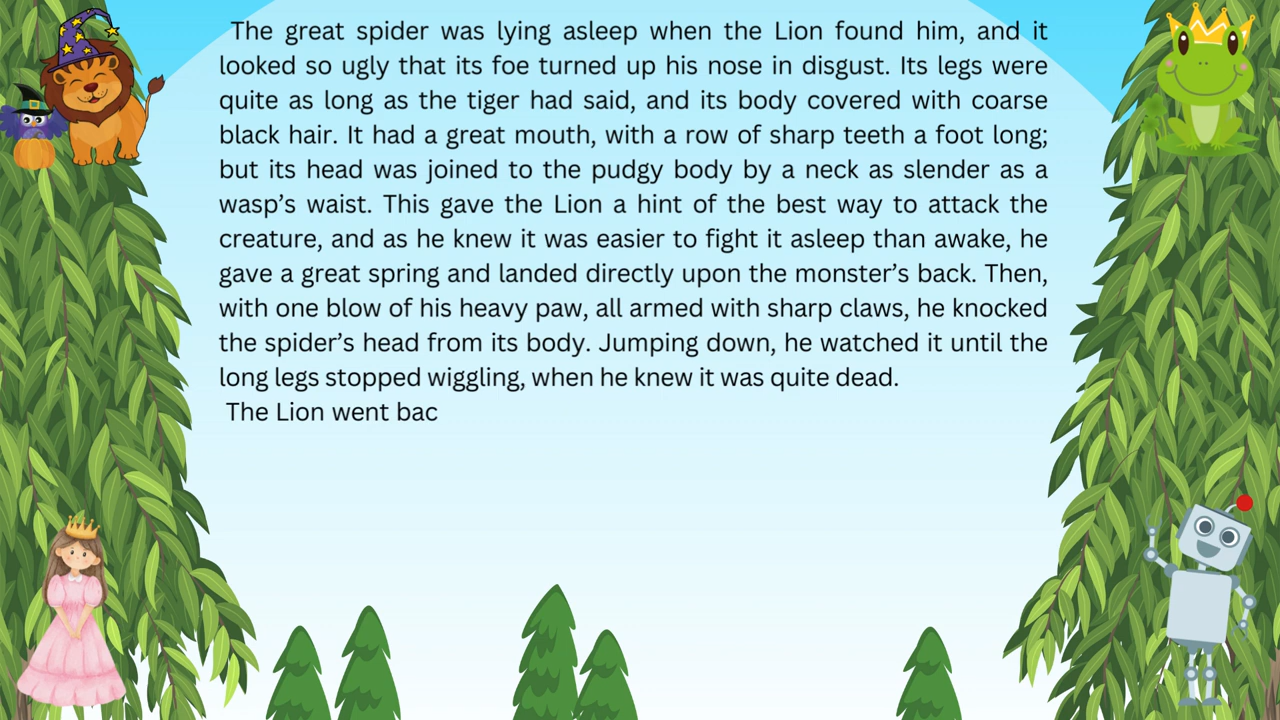 The great spider was lying asleep when the Lion found him, and it
looked so ugly that its foe turned up his nose in disgust. Its legs were
quite as long as the tiger had said, and its body covered with coarse
black hair. It had a great mouth, with a row of sharp teeth a foot long;
but its head was joined to the pudgy body by a neck as slender as a
wasp’s waist. This gave the Lion a hint of the best way to attack the
creature, and as he knew it was easier to fight it asleep than awake, he
gave a great spring and landed directly upon the monster’s back. Then,
with one blow of his heavy paw, all armed with sharp claws, he knocked
the spider’s head from its body. Jumping down, he watched it until the
long legs stopped wiggling, when he knew it was quite dead.
The Lion went bac